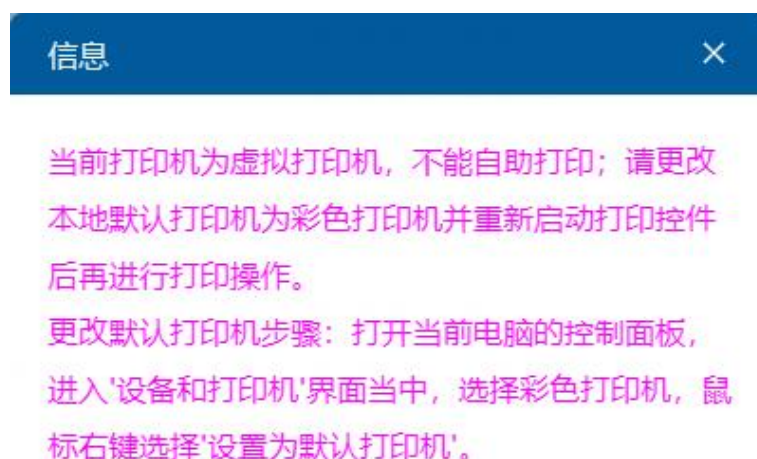 信息
当前打印机为虚拟打印机，不能自助打印；请更改
本地默认打印机为彩色打印机并重新启动打印控件
后再进行打印操作。
更改默认打印机步骤：打开当前电脑的控制面板，
进入'设备和打印机'界面当中，选择彩色打印机，鼠
标右键选择'设置为默认打印机'。